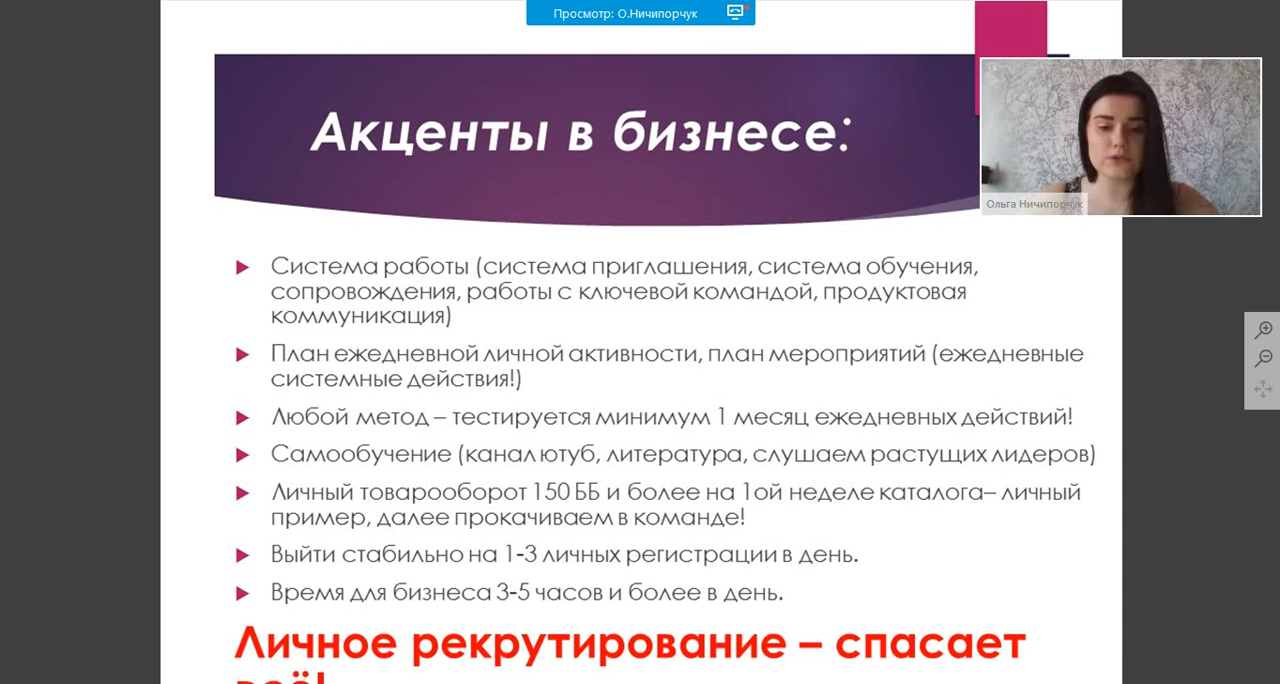 Просмотр: О.Ничипорчук
Акценты в бизнесе:
Ольга Ничипорчук
Система работы (система приглашения, система обучения,
сопровождения, работы с ключевой командой, продуктовая
коммуникация)
План ежедневной личной активности, план мероприятий (ежедневные
системные действия!)
Любой метод – тестируется минимум 1 месяц ежедневных действий!
Самообучение (канал ютуб, литература, слушаем растущих лидеров)
Личный товарооборот 150 ББ и более на 1ой неделе каталога– личный
пример, далее прокачиваем в команде!
Выйти стабильно на 1-3 личных регистрации в день.
Время для бизнеса 3-5 часов и более в день.
Личное рекрутирование – спасает